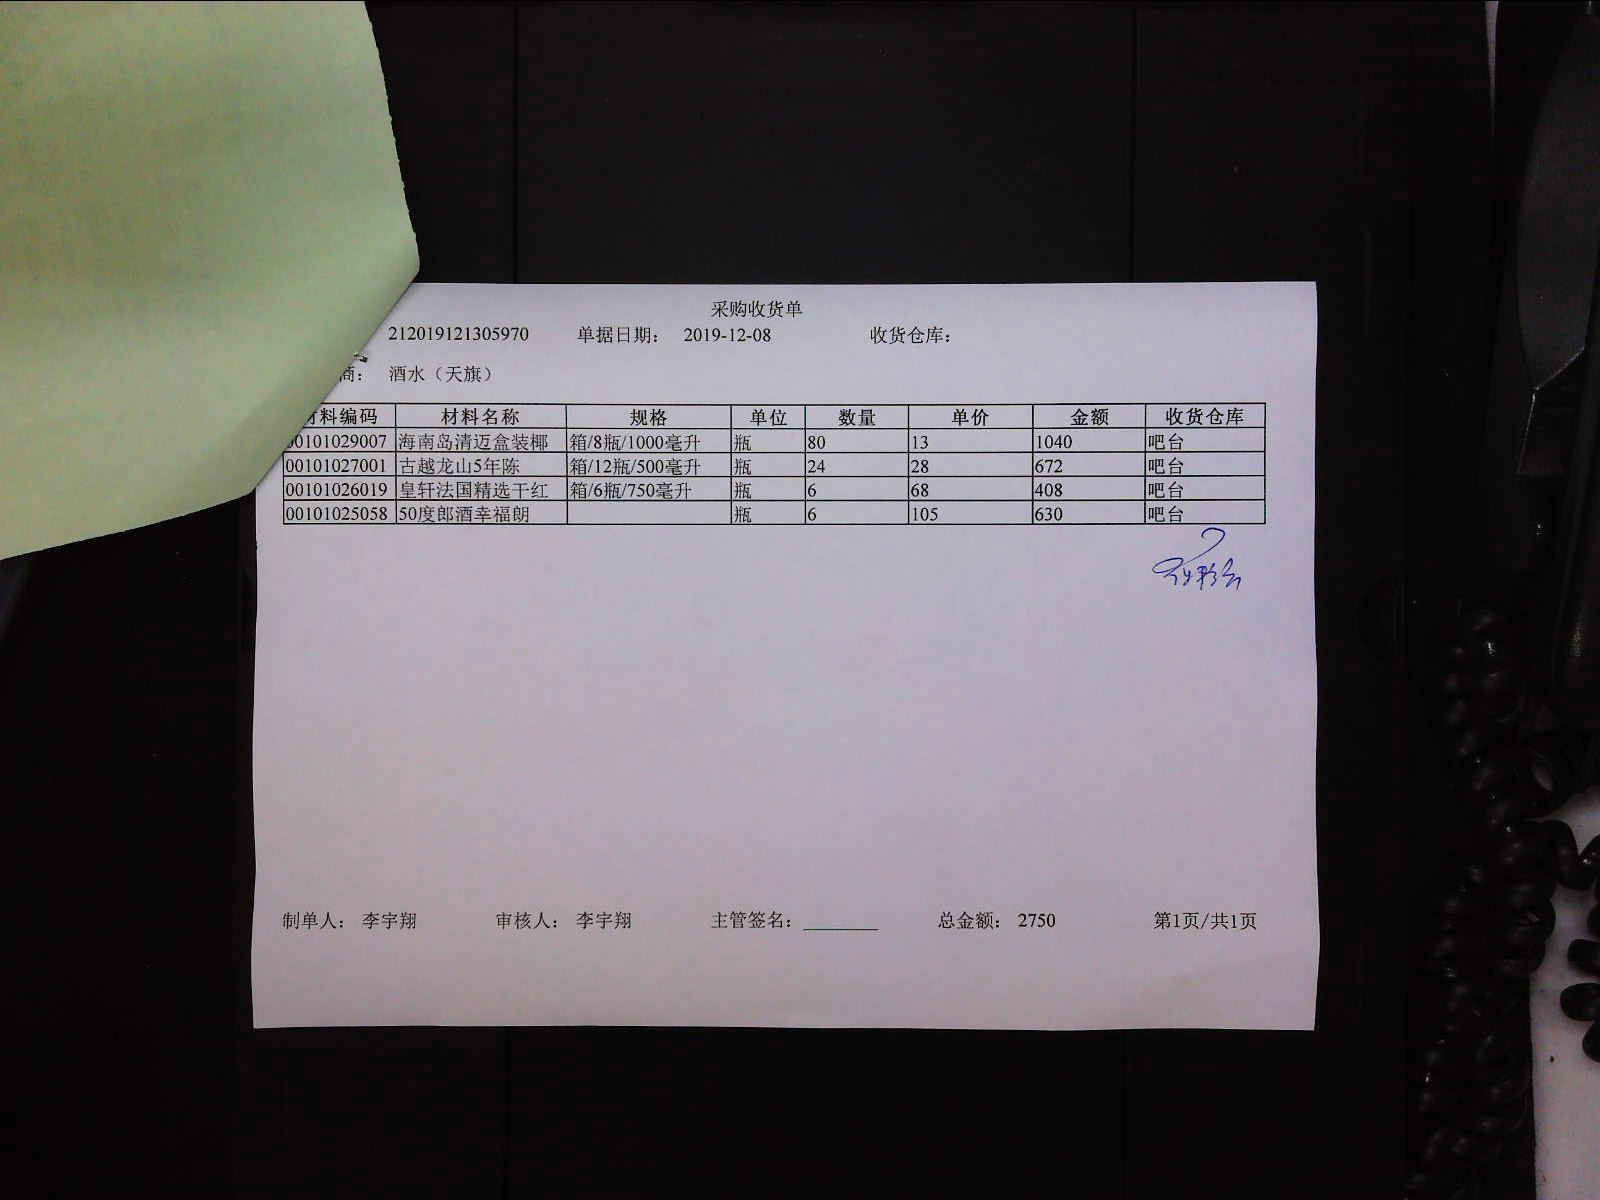 采购收货单
212019121305970 单据日期: 2019-12-08 收货仓库:
商: 酒水（天旗）
料编码 材料名称 规格 单位 数量 单价 金额 收货仓库
00101029007 海南岛清迈盒装椰 箱/8瓶/1000毫升 瓶 80 13 1040 吧台
00101027001 古越龙山5年陈 箱/12瓶/500毫升 瓶 24 28 672 吧台
00101026019 皇轩法国精选干红 箱/6瓶/750毫升 瓶 6 68 408 吧台
00101025058 50度郎酒幸福朗 瓶 6 105 630 吧台
制单人: 李宇翔 审核人: 李宇翔 主管签名: 总金额: 2750 第1页/共1页